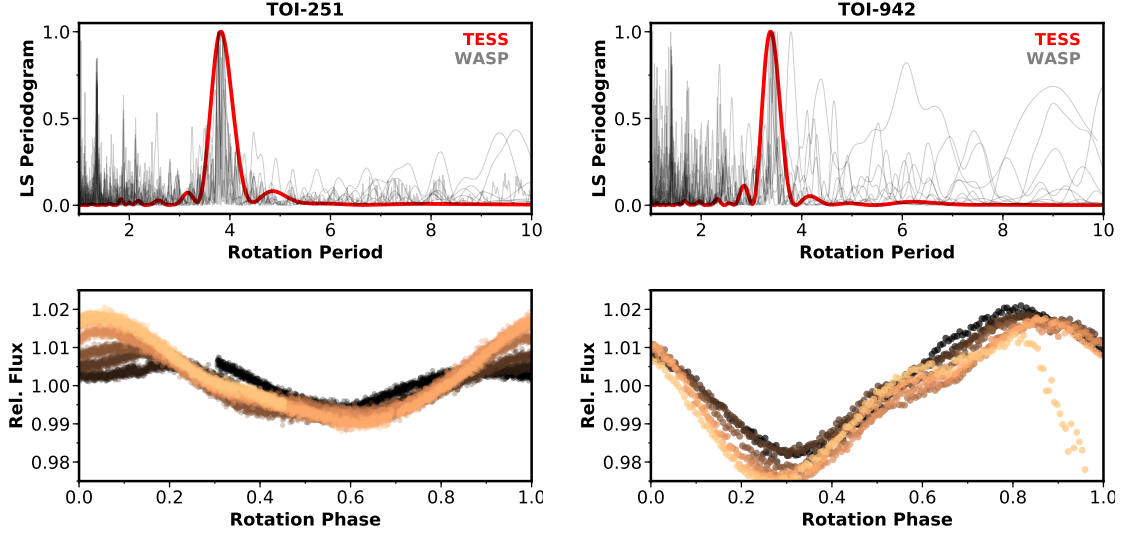 TOI-251
TOI-942
LS Periodogram
1.0
0.5
0.0
TESS
WASP
2 4 6 8 10
Rotation Period
LS Periodogram
1.0
0.5
0.0
TESS
WASP
2 4 6 8 10
Rotation Period
Rel. Flux
1.02
1.01
1.00
0.99
0.98
0.0 0.2 0.4 0.6 0.8 1.0
Rotation Phase
Rel. Flux
1.02
1.01
1.00
0.99
0.98
0.0 0.2 0.4 0.6 0.8 1.0
Rotation Phase